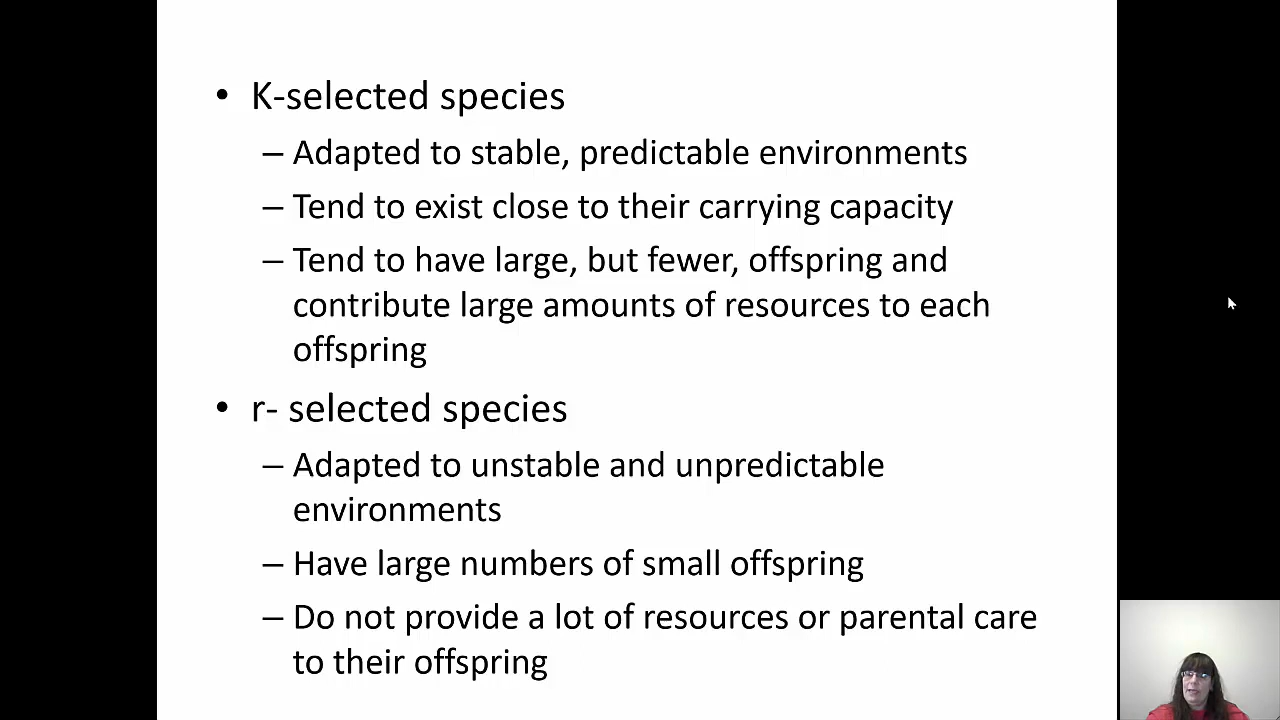 • K-selected species
– Adapted to stable, predictable environments
– Tend to exist close to their carrying capacity
– Tend to have large, but fewer, offspring and
contribute large amounts of resources to each
offspring
• r- selected species
– Adapted to unstable and unpredictable
environments
– Have large numbers of small offspring
– Do not provide a lot of resources or parental care
to their offspring